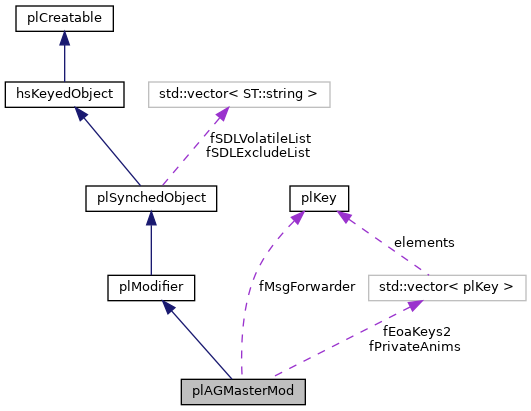 plCreatable
hsKeyedObject
std::vector< ST::string >
fSDLVolatileList
fSDLExcludeList
plSynchedObject
plKey
elements
plModifier
fMsgForwarder
std::vector< plKey >
fEoaKeys2
fPrivateAnims
plAGMasterMod